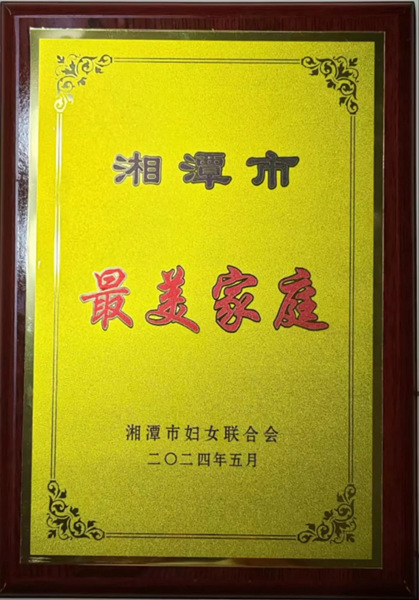 湘潭市
最美家庭
湘潭市妇女联合会
二〇二四年五月